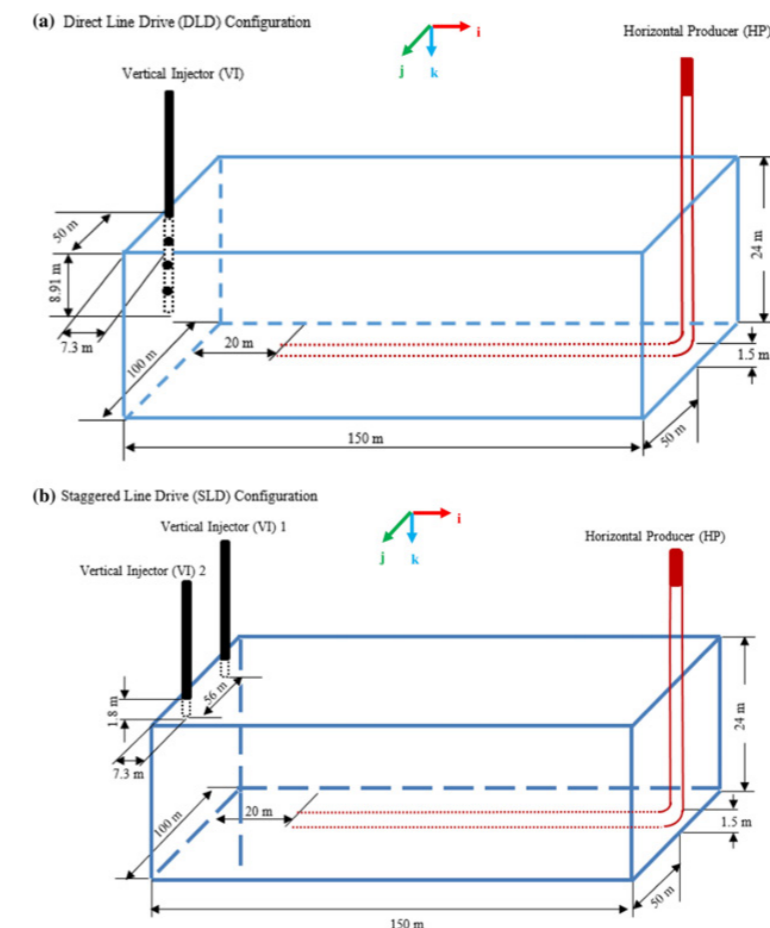 (a) Direct Line Drive (DLD) Configuration
i
j
k
Horizontal Producer (HP)
Vertical Injector (VI)
50 m
8.91 m
7.3 m
100 m
20 m
24 m
1.5 m
150 m
50 m
(b) Staggered Line Drive (SLD) Configuration
Vertical Injector (VI) 1
i
j
k
Horizontal Producer (HP)
Vertical Injector (VI) 2
56 m
1.8 m
7.3 m
100 m
20 m
24 m
1.5 m
50 m
150 m